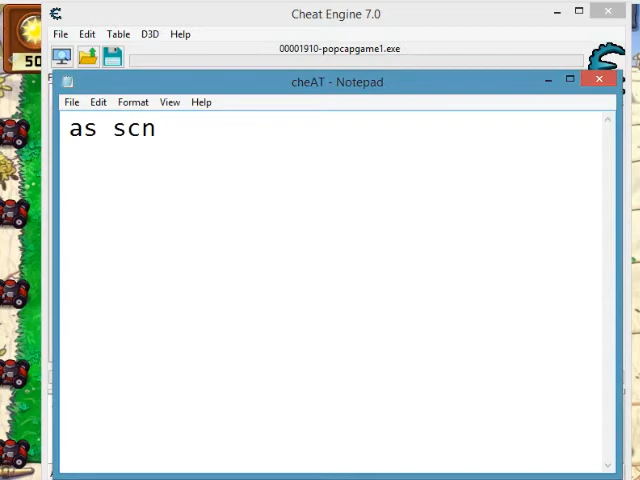 Cheat Engine 7.0
File Edit Table D3D Help
00001910-popcapgame1.exe
50
cheAT - Notepad
File Edit Format View Help
as scn